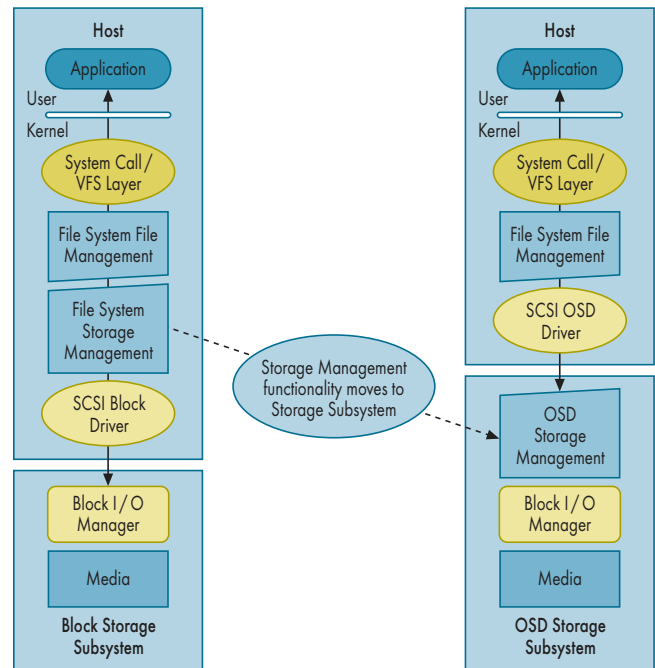 Host
Application
User
Kernel
System Call /
VFS Layer
File System File
Management
File System
Storage
Management
SCSI Block
Driver
Block I / O
Manager
Media
Block Storage
Subsystem
Storage Management
functionality moves to
Storage Subsystem
Host
Application
User
Kernel
System Call /
VFS Layer
File System File
Management
SCSI OSD
Driver
OSD
Storage
Management
Block I / O
Manager
Media
OSD Storage
Subsystem